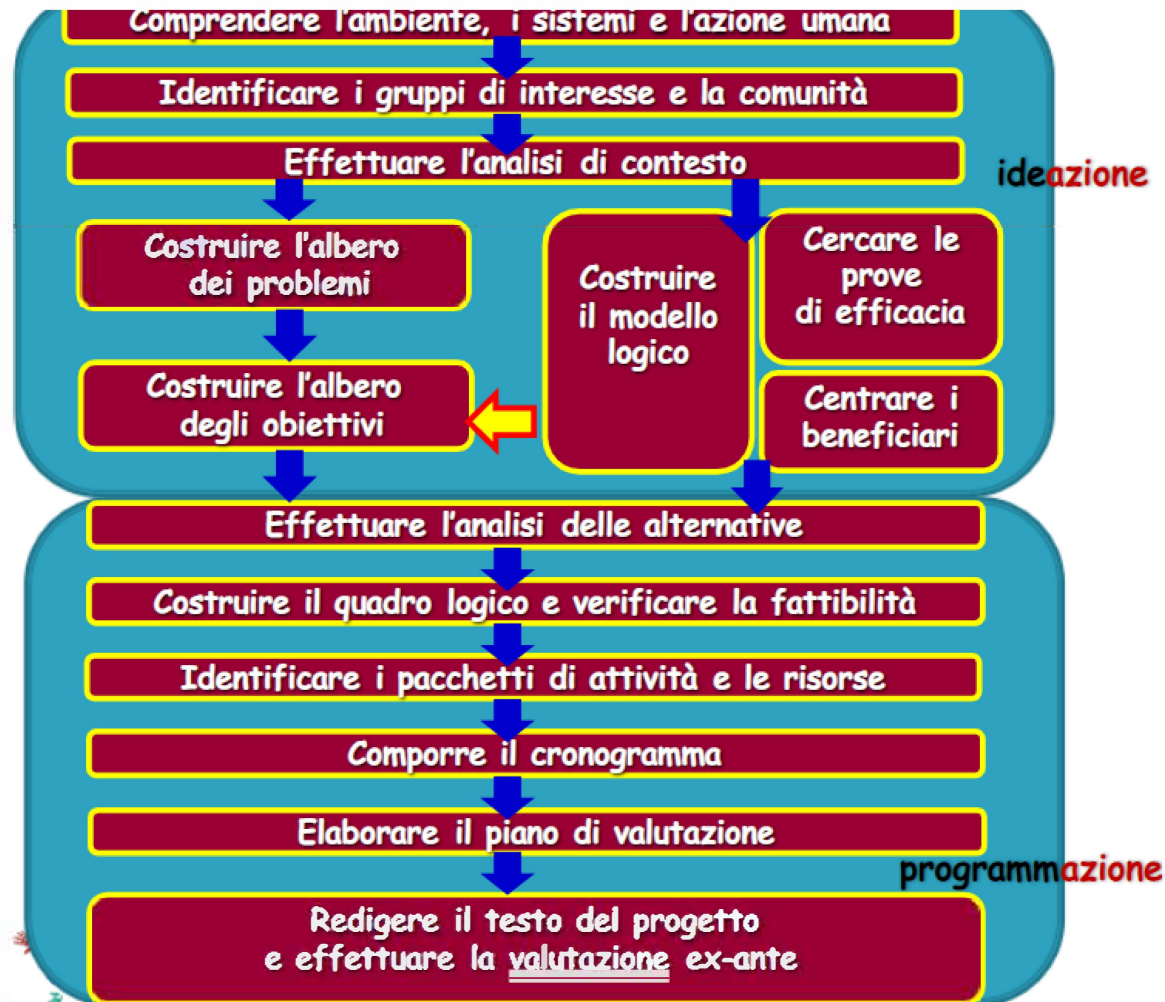 Comprendere l'ambiente, i sistemi e l'azione umana
Identificare i gruppi di interesse e la comunità
Effettuare l'analisi di contesto
ideazione
Costruire l'albero
dei problemi
Costruire
il modello
logico
Cercare le
prove
di efficacia
Costruire l'albero
degli obiettivi
Centrare i
beneficiari
Effettuare l'analisi delle alternative
Costruire il quadro logico e verificare la fattibilità
Identificare i pacchetti di attività e le risorse
Comporre il cronogramma
Elaborare il piano di valutazione
programmazione
Redigere il testo del progetto
e effettuare la valutazione ex-ante